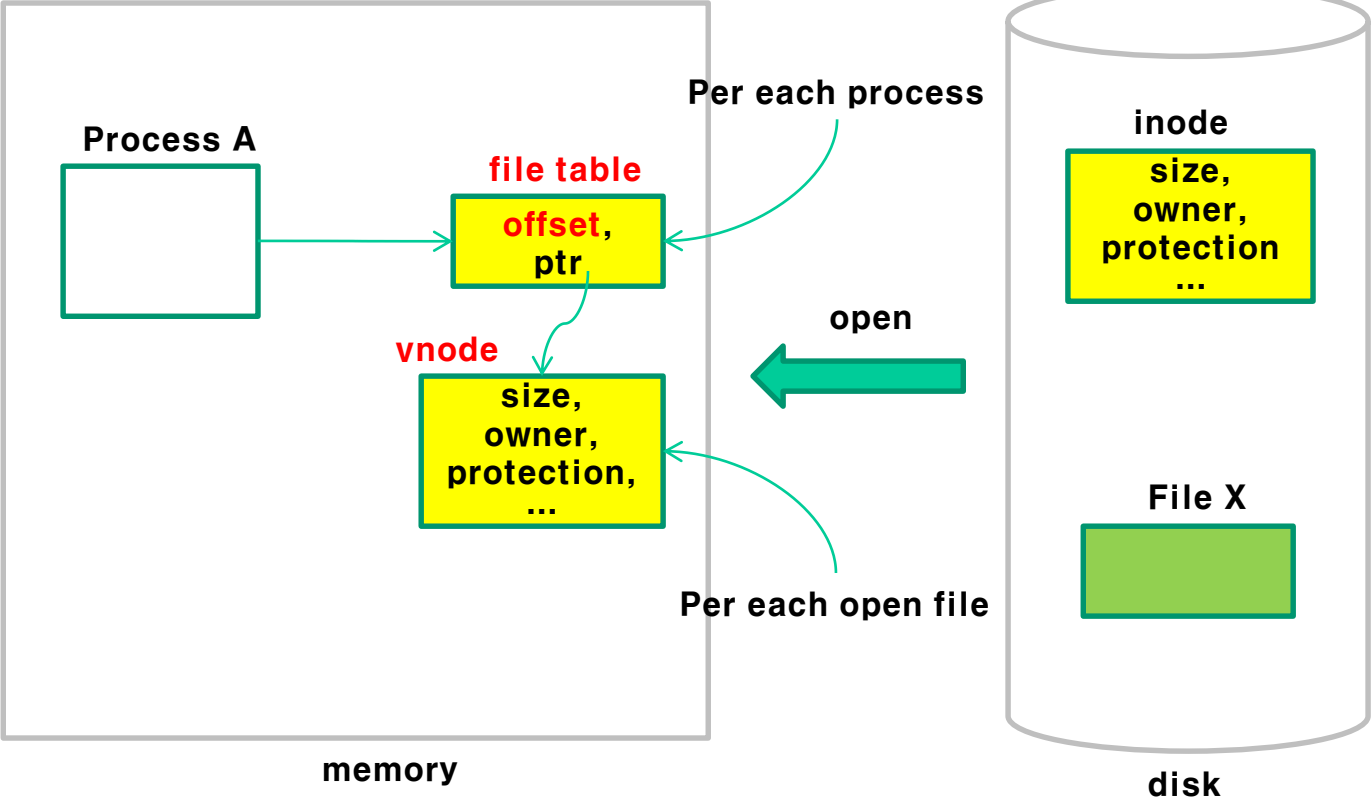 Per each process
Process A
file table
offset,
ptr
vnode
size,
owner,
protection,
...
Per each open file
memory
open
inode
size,
owner,
protection
...
File X
disk